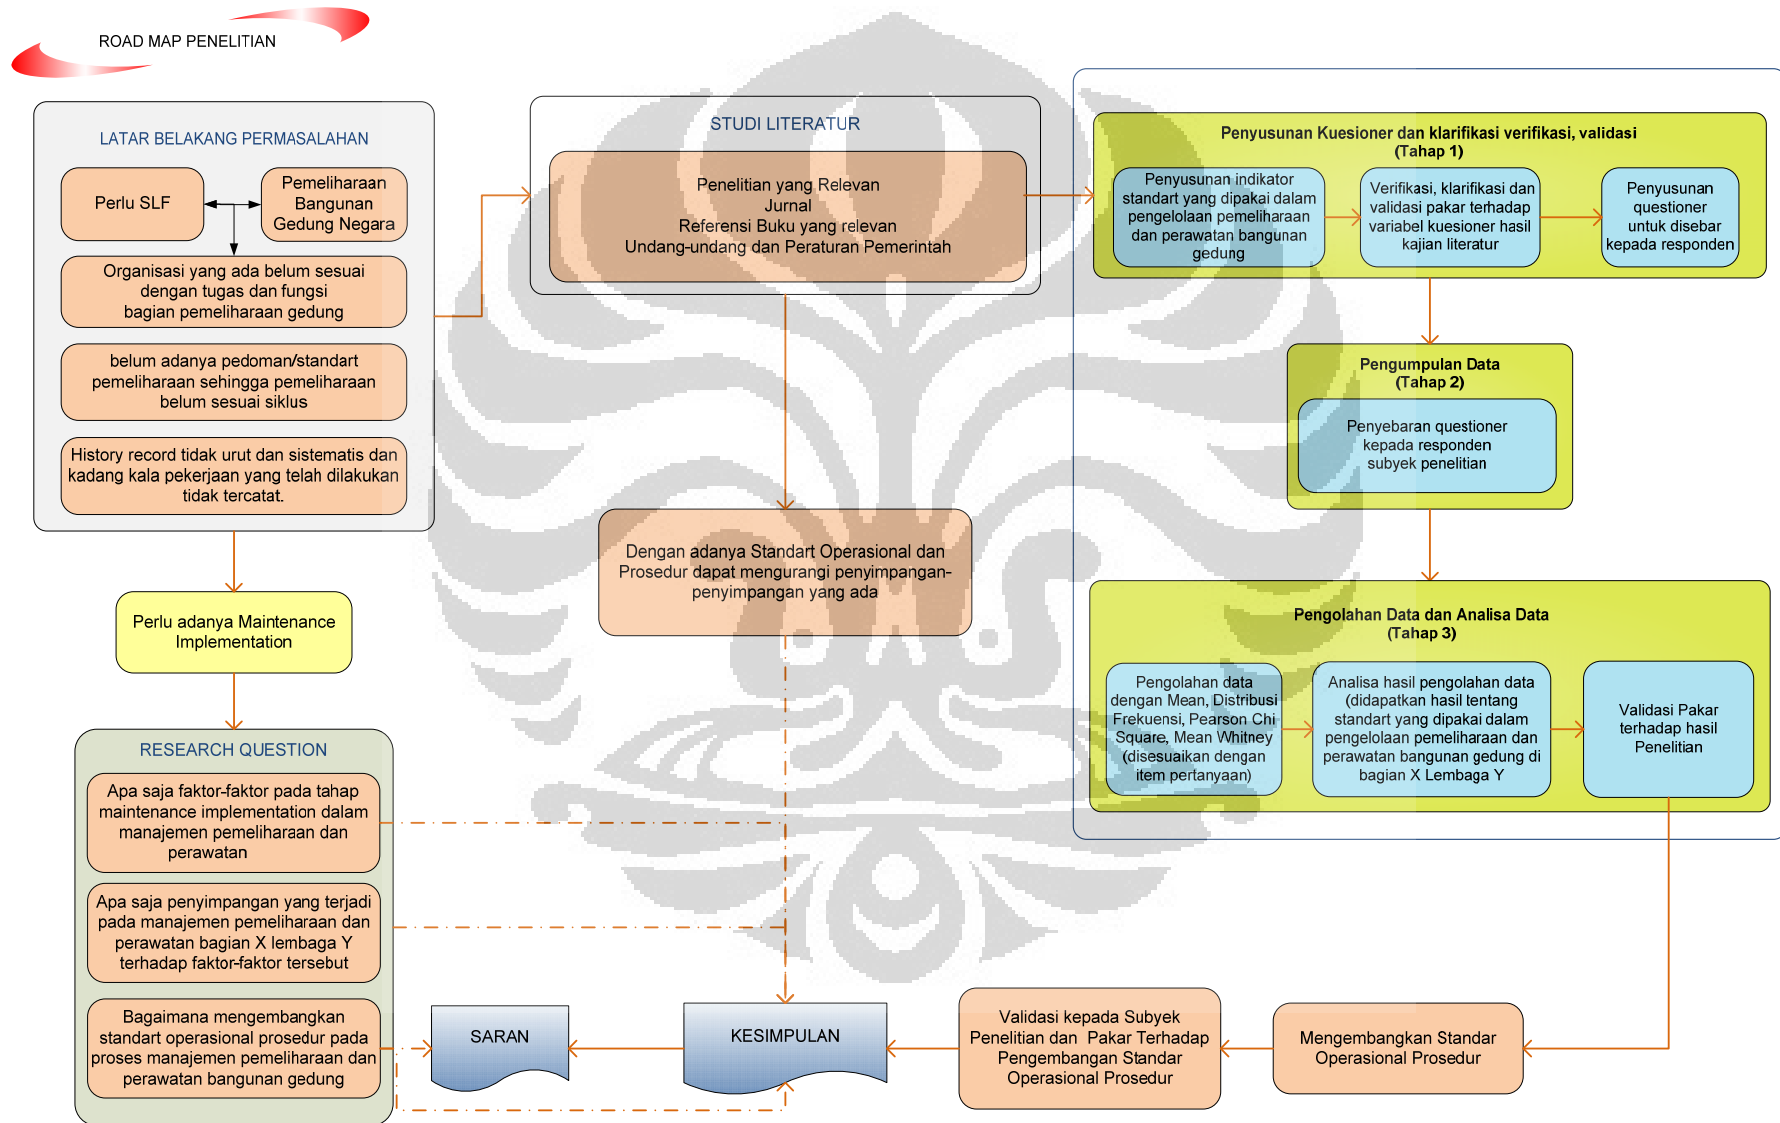 ROAD MAP PENELITIAN
LATAR BELAKANG PERMASALAHAN
Perlu SLF
Pemeliharaan
Bangunan
Gedung Negara
Organisasi yang ada belum sesuai
dengan tugas dan fungsi
bagian pemeliharaan gedung
belum adanya pedoman/standart
pemeliharaan sehingga pemeliharaan
belum sesuai siklus
History record tidak urut dan sistematis dan
kadang kala pekerjaan yang telah dilakukan
tidak tercatat.
Perlu adanya Maintenance
Implementation
RESEARCH QUESTION
Apa saja faktor-faktor pada tahap
maintenance implementation dalam
manajemen pemeliharaan dan
perawatan
Apa saja penyimpangan yang terjadi
pada manajemen pemeliharaan dan
perawatan bagian X lembaga Y
terhadap faktor-faktor tersebut
Bagaimana mengembangkan
standart operasional prosedur pada
proses manajemen pemeliharaan dan
perawatan bangunan gedung
STUDI LITERATUR
Penelitian yang Relevan
Jurnal
Referensi Buku yang relevan
Undang-undang dan Peraturan Pemerintah
Dengan adanya Standart Operasional dan
Prosedur dapat mengurangi penyimpangan-
penyimpangan yang ada
Penyusunan Kuesioner dan klarifikasi verifikasi, validasi
(Tahap 1)
Penyusunan indikator
standart yang dipakai dalam
pengelolaan pemeliharaan
dan perawatan bangunan
gedung
Verifikasi, klarifikasi dan
validasi pakar terhadap
variabel kuesioner hasil
kajian literatur
Penyusunan
questioner
untuk disebar
kepada responden
Pengumpulan Data
(Tahap 2)
Penyebaran questioner
kepada responden
subyek penelitian
Pengolahan Data dan Analisa Data
(Tahap 3)
Pengolahan data
dengan Mean, Distribusi
Frekuensi, Pearson Chi
Square, Mean Whitney
(disesuaikan dengan
item pertanyaan)
Analisa hasil pengolahan data
(didapatkan hasil tentang
standart yang dipakai dalam
pengelolaan pemeliharaan dan
perawatan bangunan gedung di
bagian X Lembaga Y
Validasi Pakar
terhadap hasil
Penelitian
Mengembangkan Standar
Operasional Prosedur
Validasi kepada Subyek
Penelitian dan Pakar Terhadap
Pengembangan Standar
Operasional Prosedur
KESIMPULAN
SARAN